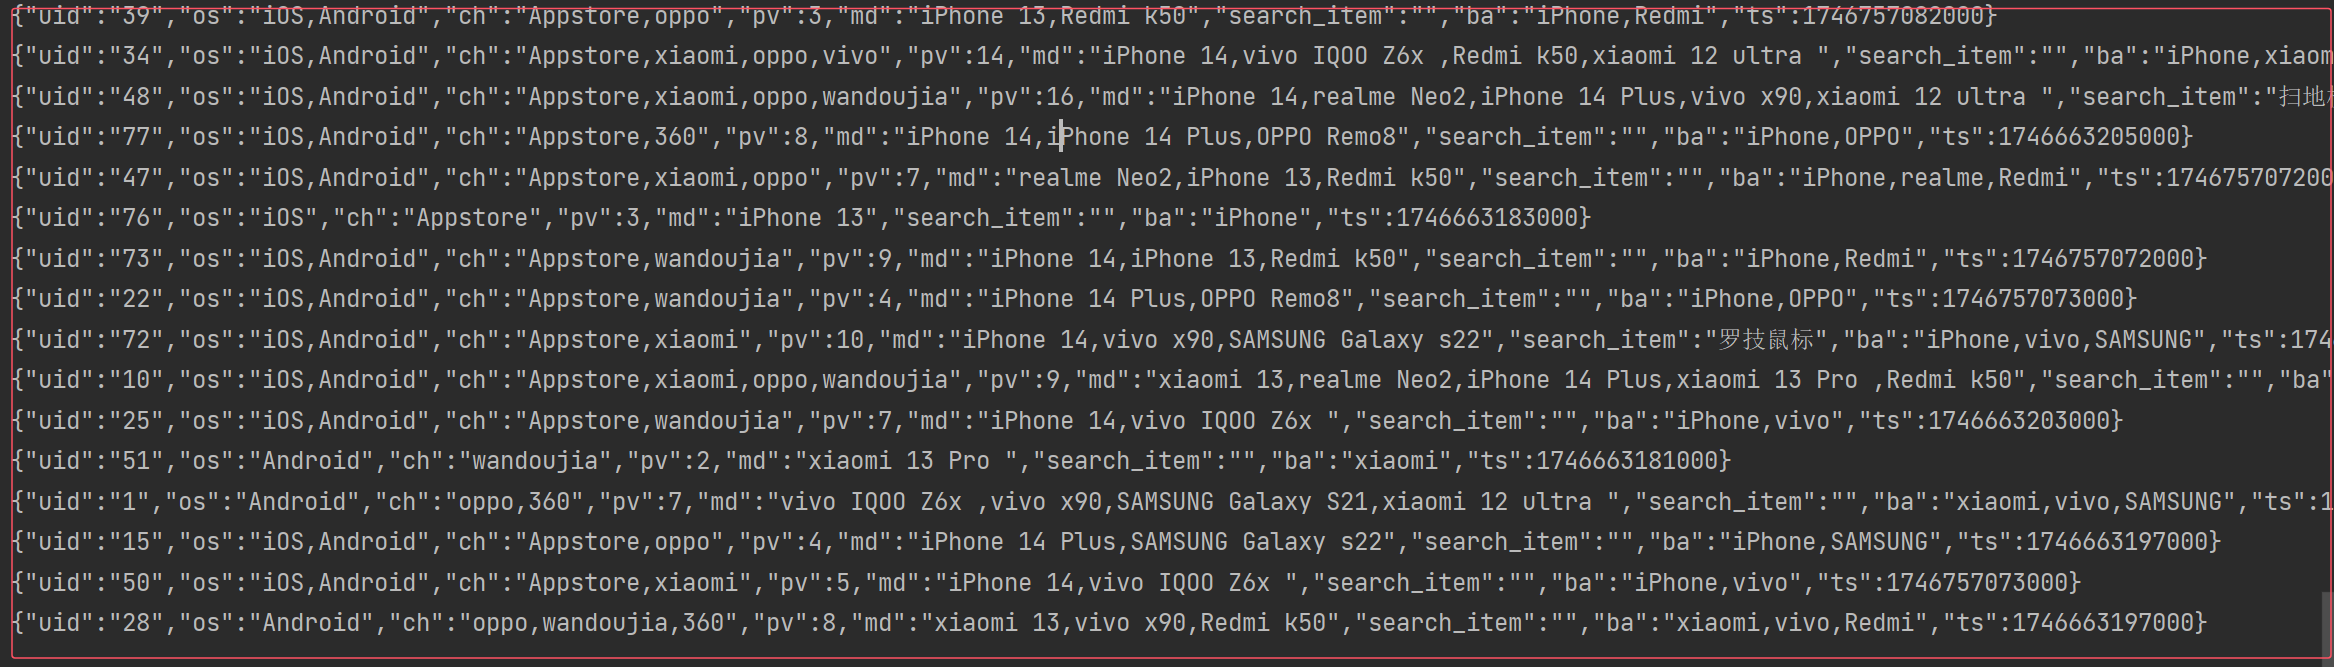 {"uid":"39","os":"iOS,Android","ch":"Appstore,oppo","pv":3,"md":"iPhone 13,Redmi k50","search_item":"","ba":"iPhone,Redmi","ts":1746757082000}
{"uid":"34","os":"iOS,Android","ch":"Appstore,xiaomi,oppo,vivo","pv":14,"md":"iPhone 14,vivo IQOO Z6x ,Redmi k50,xiaomi 12 ultra ","search_item":"","ba":"iPhone,xiaom
{"uid":"48","os":"iOS,Android","ch":"Appstore,xiaomi,oppo,wandoujia","pv":16,"md":"iPhone 14,realme Neo2,iPhone 14 Plus,vivo x90,xiaomi 12 ultra ","search_item":"扫地
{"uid":"77","os":"iOS,Android","ch":"Appstore,360","pv":8,"md":"iPhone 14,iPhone 14 Plus,OPPO Remo8","search_item":"","ba":"iPhone,OPPO","ts":1746663205000}
{"uid":"47","os":"iOS,Android","ch":"Appstore,xiaomi,oppo","pv":7,"md":"realme Neo2,iPhone 13,Redmi k50","search_item":"","ba":"iPhone,realme,Redmi","ts":174675707200
{"uid":"76","os":"iOS","ch":"Appstore","pv":3,"md":"iPhone 13","search_item":"","ba":"iPhone","ts":1746663183000}
{"uid":"73","os":"iOS,Android","ch":"Appstore,wandoujia","pv":9,"md":"iPhone 14,iPhone 13,Redmi k50","search_item":"","ba":"iPhone,Redmi","ts":1746757072000}
{"uid":"22","os":"iOS,Android","ch":"Appstore,wandoujia","pv":4,"md":"iPhone 14 Plus,OPPO Remo8","search_item":"","ba":"iPhone,OPPO","ts":1746757073000}
{"uid":"72","os":"iOS,Android","ch":"Appstore,xiaomi","pv":10,"md":"iPhone 14,vivo x90,SAMSUNG Galaxy s22","search_item":"罗技鼠标","ba":"iPhone,vivo,SAMSUNG","ts":174
{"uid":"10","os":"iOS,Android","ch":"Appstore,xiaomi,oppo,wandoujia","pv":9,"md":"xiaomi 13,realme Neo2,iPhone 14 Plus,xiaomi 13 Pro ,Redmi k50","search_item":"","ba"
{"uid":"25","os":"iOS,Android","ch":"Appstore,wandoujia","pv":7,"md":"iPhone 14,vivo IQOO Z6x ","search_item":"","ba":"iPhone,vivo","ts":1746663203000}
{"uid":"51","os":"Android","ch":"wandoujia","pv":2,"md":"xiaomi 13 Pro ","search_item":"","ba":"xiaomi","ts":1746663181000}
{"uid":"1","os":"Android","ch":"oppo,360","pv":7,"md":"vivo IQOO Z6x ,vivo x90,SAMSUNG Galaxy S21,xiaomi 12 ultra ","search_item":"","ba":"xiaomi,vivo,SAMSUNG","ts":1
{"uid":"15","os":"iOS,Android","ch":"Appstore,oppo","pv":4,"md":"iPhone 14 Plus,SAMSUNG Galaxy s22","search_item":"","ba":"iPhone,SAMSUNG","ts":1746663197000}
{"uid":"50","os":"iOS,Android","ch":"Appstore,xiaomi","pv":5,"md":"iPhone 14,vivo IQOO Z6x ","search_item":"","ba":"iPhone,vivo","ts":1746757073000}
{"uid":"28","os":"Android","ch":"oppo,wandoujia,360","pv":8,"md":"xiaomi 13,vivo x90,Redmi k50","search_item":"","ba":"xiaomi,vivo,Redmi","ts":1746663197000}